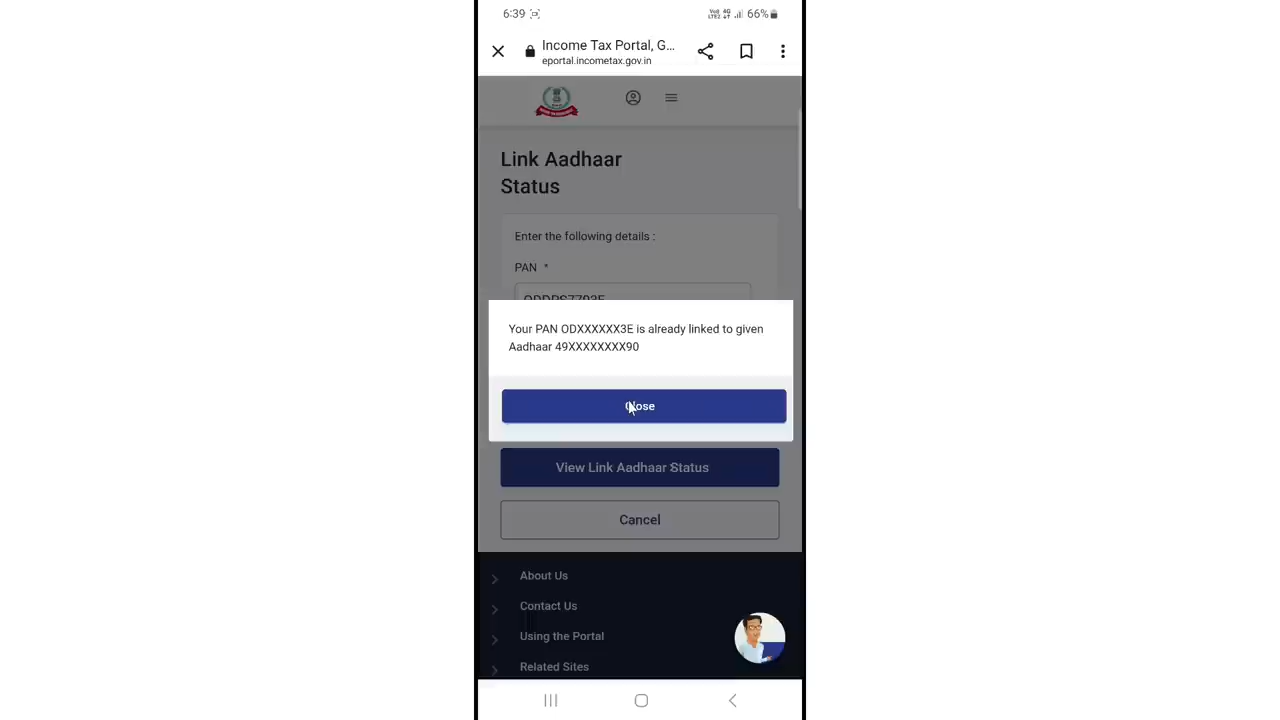 6:39
66%
Income Tax Portal, G...
eportal.incometax.gov.in
Link Aadhaar
Status
Enter the following details :
PAN *
Your PAN ODXXXXXX3E is already linked to given
Aadhaar 49XXXXXXXX90
Close
View Link Aadhaar Status
Cancel
About Us
Contact Us
Using the Portal
Related Sites